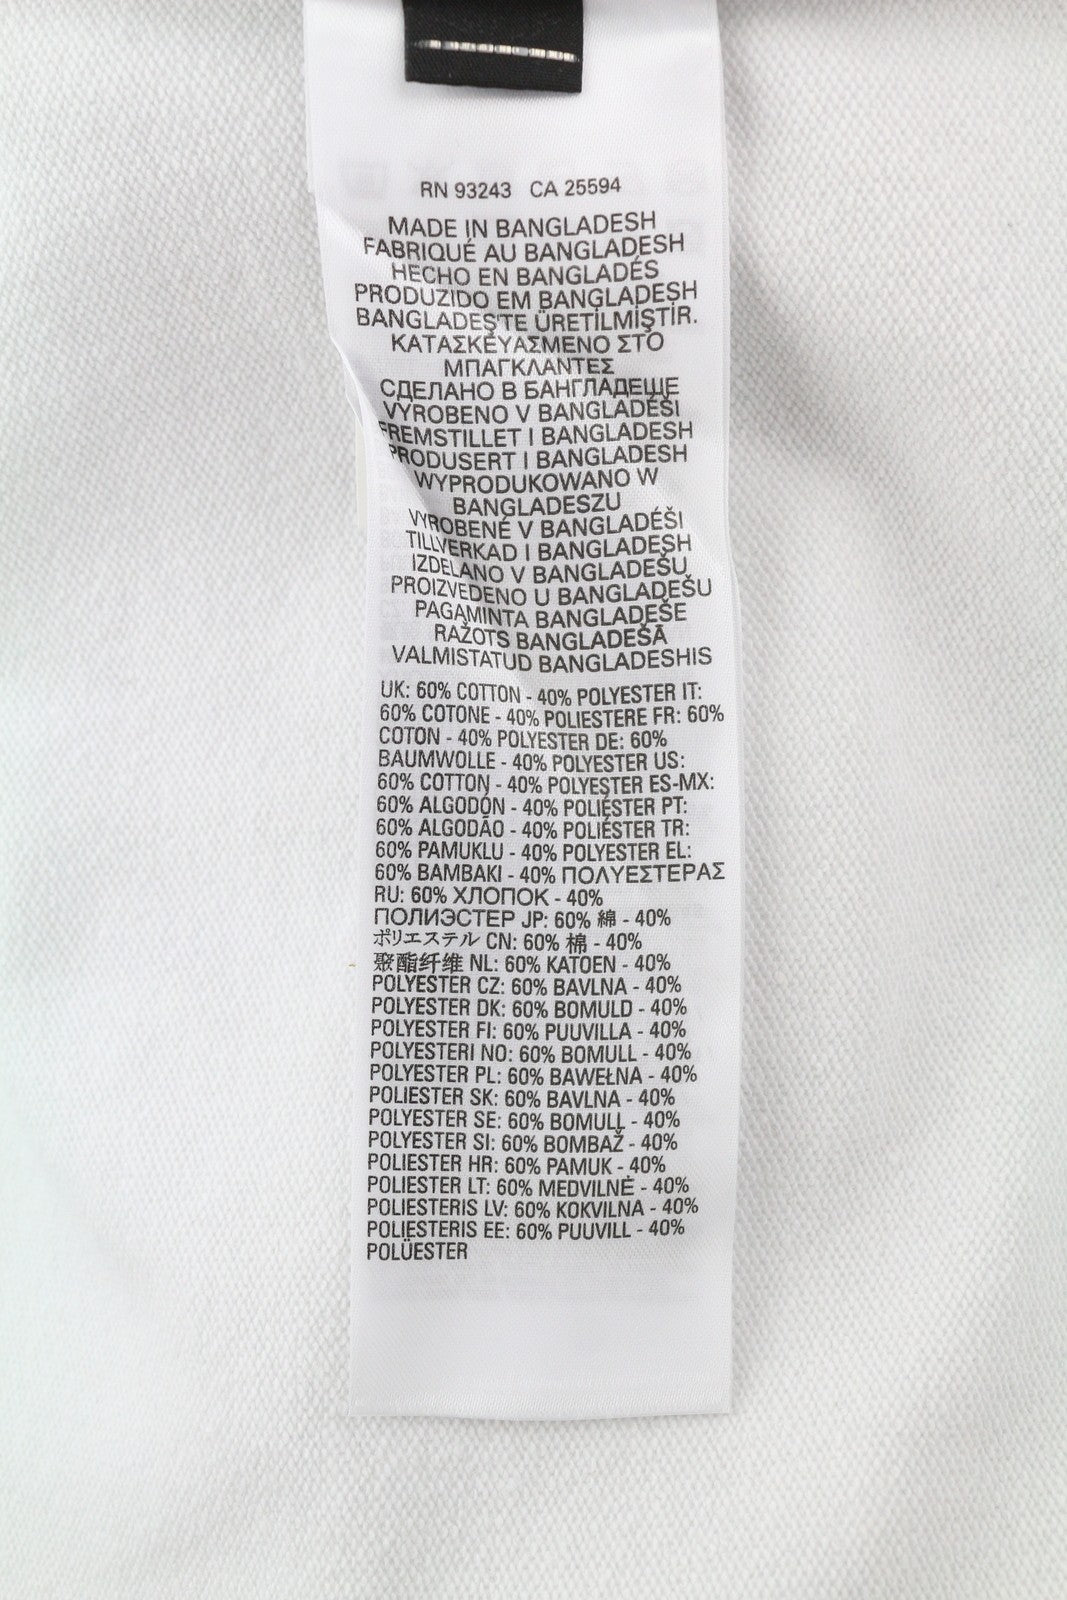 RN 93243 CA 25594
MADE IN BANGLADESH
FABRIQUÉ AU BANGLADESH
HECHO EN BANGLADÉS
PRODUZIDO EM BANGLADESH
BANGLADEŞ'TE ÜRETİLMİŞTİR.
ΚΑΤΑΣΚΕΥΑΣΜΕΝΟ ΣΤΟ
ΜΠΑΓΚΛΑΝΤΕΣ
СДЕЛАНО В БАНГЛАДЕШЕ
VYROBENO V BANGLADÉŠI
FREMSTILLET I BANGLADESH
PRODUSERT I BANGLADESH
WYPRODUKOWANO W
BANGLADESZU
VYROBENÉ V BANGLADÉŠI
TILLVERKAD I BANGLADESH
IZDELANO V BANGLADEŠU
PROIZVEDENO U BANGLADEŠU
PAGAMINTA BANGLADEŠE
RAŽOTS BANGLADEŠĀ
VALMISTATUD BANGLADESHIS
UK: 60% COTTON - 40% POLYESTER IT:
60% COTONE - 40% POLIESTERE FR: 60%
COTON - 40% POLYESTER DE: 60%
BAUMWOLLE - 40% POLYESTER US:
60% COTTON - 40% POLYESTER ES-MX:
60% ALGODÓN - 40% POLIÉSTER PT:
60% ALGODÃO - 40% POLIÉSTER TR:
60% PAMUKLU - 40% POLYESTER EL:
60% ΒΑΜΒΑΚΙ - 40% ΠΟΛΥΕΣΤΕΡΑΣ
RU: 60% ХЛОПОК - 40%
ПОЛИЭСТЕР JP: 60% 綿 - 40%
ポリエステル CN: 60% 棉 - 40%
聚酯纤维 NL: 60% KATOEN - 40%
POLYESTER CZ: 60% BAVLNA - 40%
POLYESTER DK: 60% BOMULD - 40%
POLYESTER FI: 60% PUUVILLA - 40%
POLYESTERI NO: 60% BOMULL - 40%
POLYESTER PL: 60% BAWEŁNA - 40%
POLIESTER SK: 60% BAVLNA - 40%
POLYESTER SE: 60% BOMULL - 40%
POLYESTER SI: 60% BOMBAŽ - 40%
POLIESTER HR: 60% PAMUK - 40%
POLIESTER LT: 60% MEDVILNĖ - 40%
POLIESTERIS LV: 60% KOKVILNA - 40%
POLIESTERIS EE: 60% PUUVILL - 40%
POLÜESTER